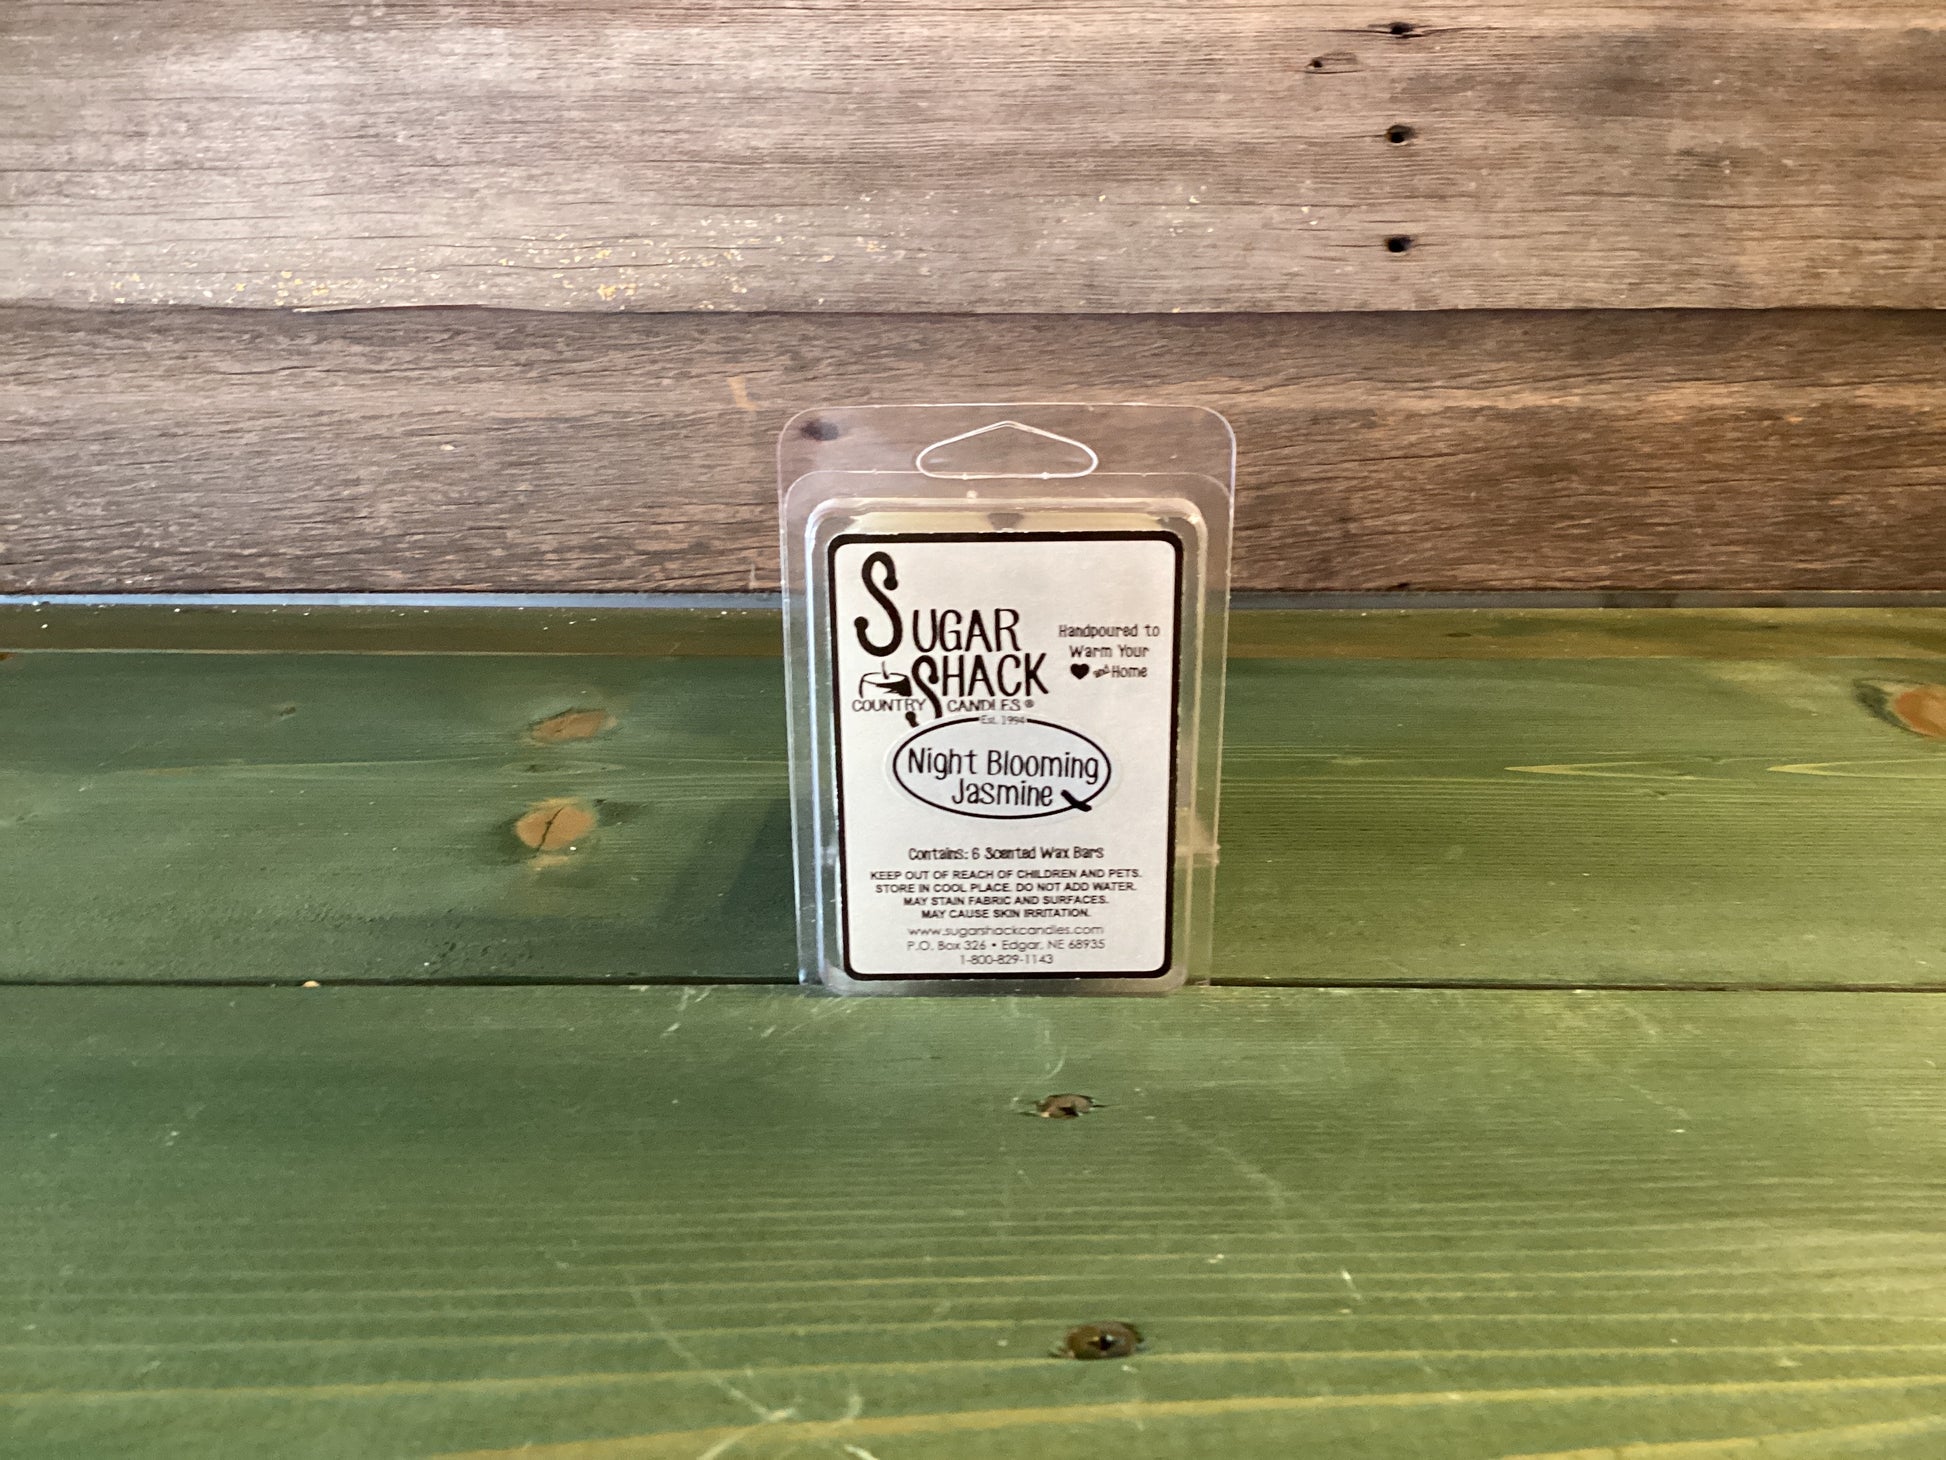 SUGAR
SHACK
COUNTRY CANDLES®
Est. 1994
Handpoured to
Warm Your
♥ and Home
Night Blooming
Jasmine
Contains: 6 Scented Wax Bars
KEEP OUT OF REACH OF CHILDREN AND PETS.
STORE IN COOL PLACE. DO NOT ADD WATER.
MAY STAIN FABRIC AND SURFACES.
MAY CAUSE SKIN IRRITATION.
www.sugarshackcandles.com
P.O. Box 326 • Edgar, NE 68935
1-800-829-1143